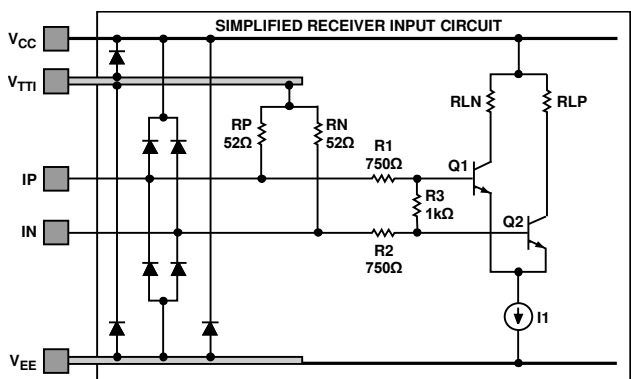 SIMPLIFIED RECEIVER INPUT CIRCUIT
VCC
VTTI
RLN
RLP
RP
52Ω
RN
52Ω
R1
750Ω
Q1
IP
R3
1kΩ
Q2
IN
R2
750Ω
I1
VEE